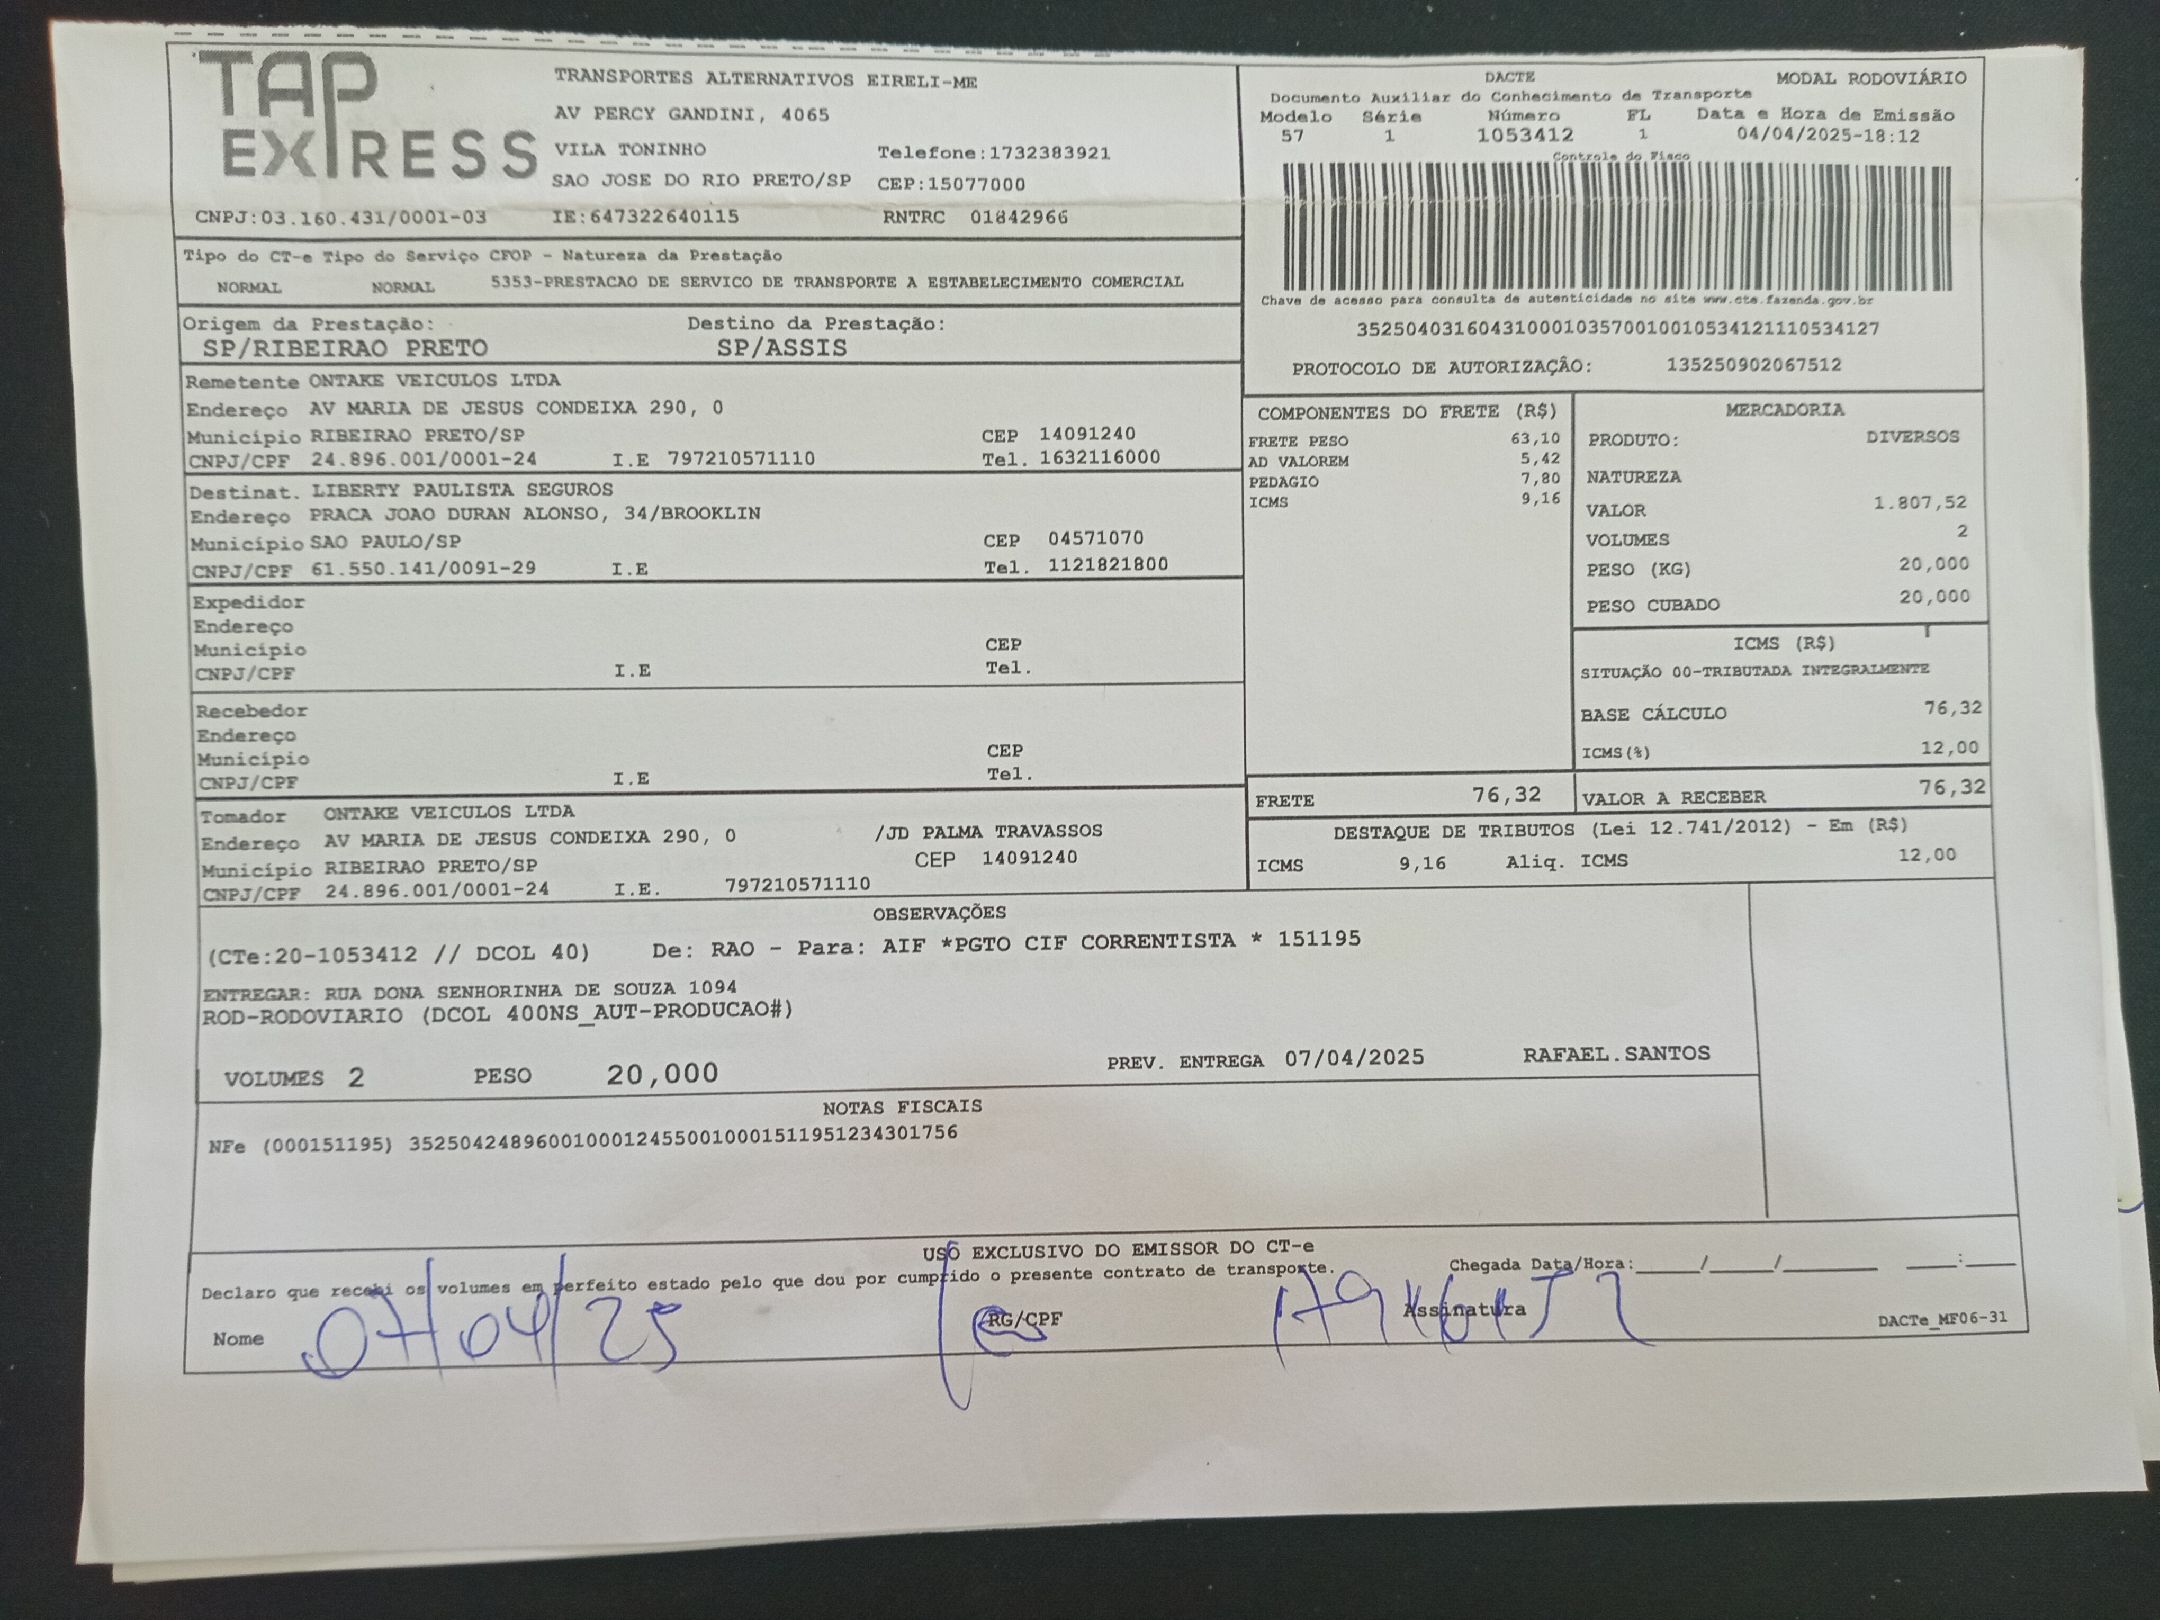 TAP EXPRESS
TRANSPORTES ALTERNATIVOS EIRELI-ME
AV PERCY GANDINI, 4065
VILA TONINHO Telefone:1732383921
SAO JOSE DO RIO PRETO/SP CEP:15077000
CNPJ:03.160.431/0001-03 IE:647322640115 RNTRC 01842966
DACTE MODAL RODOVIÁRIO
Documento Auxiliar do Conhecimento de Transporte
Modelo Série Número FL Data e Hora de Emissão
57 1 1053412 1 04/04/2025-18:12
Controle do Fisco
Chave de acesso para consulta de autenticidade no site www.cte.fazenda.gov.br
35250403160431000103570010010534121110534127
PROTOCOLO DE AUTORIZAÇÃO: 135250902067512
Tipo do CT-e Tipo do Serviço CFOP - Natureza da Prestação
NORMAL NORMAL 5353-PRESTACAO DE SERVICO DE TRANSPORTE A ESTABELECIMENTO COMERCIAL
Origem da Prestação: Destino da Prestação:
SP/RIBEIRAO PRETO SP/ASSIS
Remetente ONTAKE VEICULOS LTDA
Endereço AV MARIA DE JESUS CONDEIXA 290, 0
Município RIBEIRAO PRETO/SP CEP 14091240
CNPJ/CPF 24.896.001/0001-24 I.E 797210571110 Tel. 1632116000
Destinat. LIBERTY PAULISTA SEGUROS
Endereço PRACA JOAO DURAN ALONSO, 34/BROOKLIN
Município SAO PAULO/SP CEP 04571070
CNPJ/CPF 61.550.141/0091-29 I.E Tel. 1121821800
Expedidor
Endereço
Município CEP
CNPJ/CPF I.E Tel.
Recebedor
Endereço
Município CEP
CNPJ/CPF I.E Tel.
Tomador ONTAKE VEICULOS LTDA
Endereço AV MARIA DE JESUS CONDEIXA 290, 0 /JD PALMA TRAVASSOS
Município RIBEIRAO PRETO/SP CEP 14091240
CNPJ/CPF 24.896.001/0001-24 I.E. 797210571110
COMPONENTES DO FRETE (R$)
FRETE PESO 63,10
AD VALOREM 5,42
PEDAGIO 7,80
ICMS 9,16
MERCADORIA
PRODUTO: DIVERSOS
NATUREZA
VALOR 1.807,52
VOLUMES 2
PESO (KG) 20,000
PESO CUBADO 20,000
ICMS (R$)
SITUAÇÃO 00-TRIBUTADA INTEGRALMENTE
BASE CÁLCULO 76,32
ICMS(%) 12,00
FRETE 76,32 VALOR A RECEBER 76,32
DESTAQUE DE TRIBUTOS (Lei 12.741/2012) - Em (R$)
ICMS 9,16 Aliq. ICMS 12,00
OBSERVAÇÕES
(CTe:20-1053412 // DCOL 40) De: RAO - Para: AIF *PGTO CIF CORRENTISTA * 151195
ENTREGAR: RUA DONA SENHORINHA DE SOUZA 1094
ROD-RODOVIARIO (DCOL 400NS_AUT-PRODUCAO#)
VOLUMES 2 PESO 20,000 PREV. ENTREGA 07/04/2025 RAFAEL.SANTOS
NOTAS FISCAIS
NFe (000151195) 35250424896001000124550010001511951234301756
USO EXCLUSIVO DO EMISSOR DO CT-e
Declaro que recebi os volumes em perfeito estado pelo que dou por cumprido o presente contrato de transporte. Chegada Data/Hora:_____/_____/________ ____:____
Nome 07/04/25 RG/CPF Assinatura DACTe_MF06-31